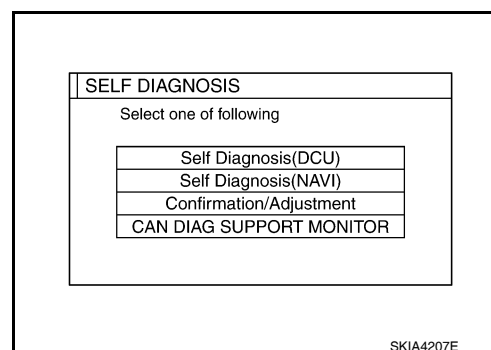 SELF DIAGNOSIS
Select one of following
Self Diagnosis(DCU)
Self Diagnosis(NAVI)
Confirmation/Adjustment
CAN DIAG SUPPORT MONITOR
SKIA4207E